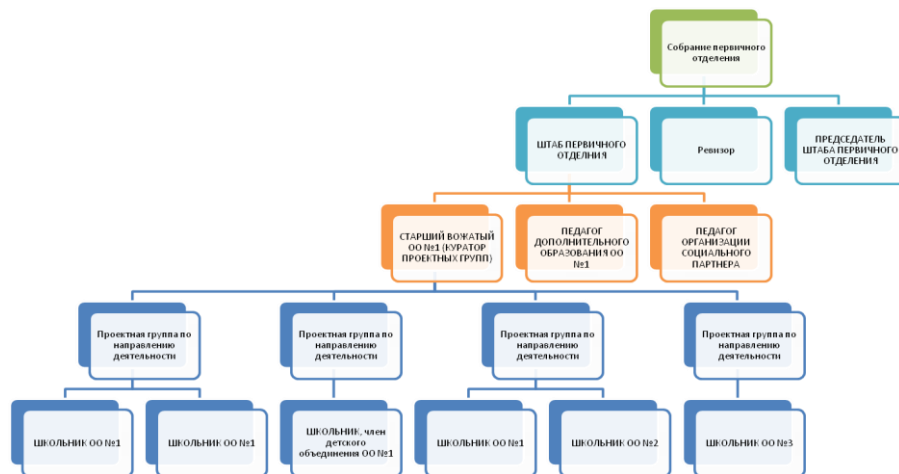 Собрание первичного
отделения
ШТАБ ПЕРВИЧНОГО
ОТДЕЛНИЯ
Ревизор
ПРЕДСЕДАТЕЛЬ
ШТАБА ПЕРВИЧНОГО
ОТДЕЛЕНИЯ
СТАРШИЙ ВОЖАТЫЙ
ОО №1 (КУРАТОР
ПРОЕКТНЫХ ГРУПП)
ПЕДАГОГ
ДОПОЛНИТЕЛЬНОГО
ОБРАЗОВАНИЯ ОО
№1
ПЕДАГОГ
ОРГАНИЗАЦИИ
СОЦИАЛЬНОГО
ПАРТНЕРА
Проектная группа по
направлению
деятельности
Проектная группа по
направлению
деятельности
Проектная группа по
направлению
деятельности
Проектная группа по
направлению
деятельности
ШКОЛЬНИК ОО №1
ШКОЛЬНИК ОО №1
ШКОЛЬНИК, член
детского
объединения ОО №1
ШКОЛЬНИК ОО №1
ШКОЛЬНИК ОО №2
ШКОЛЬНИК ОО №3